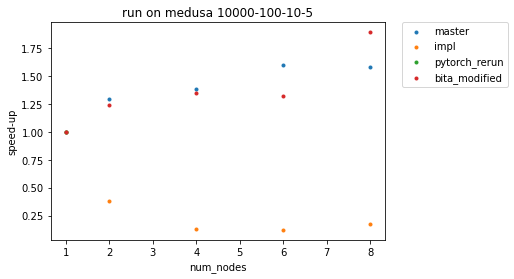 run on medusa 10000-100-10-5
master
impl
pytorch_rerun
bita_modified
speed-up
1.75
1.50
1.25
1.00
0.75
0.50
0.25
1 2 3 4 5 6 7 8
num_nodes